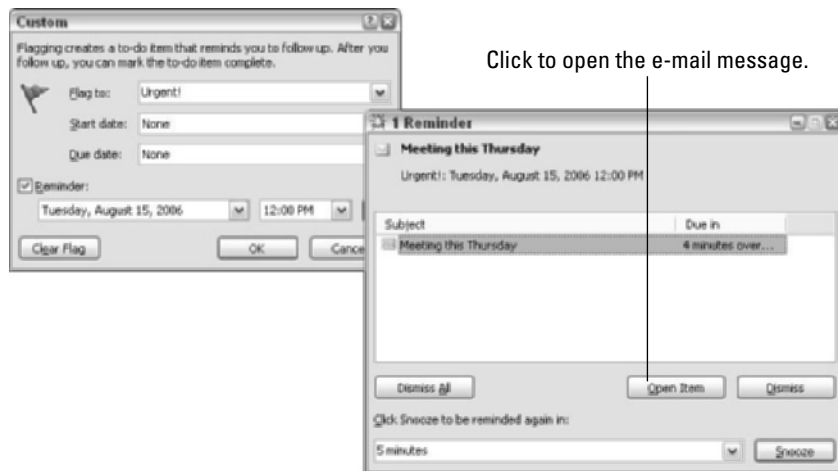 Custom
Flagging creates a to-do item that reminds you to follow up. After you
follow up, you can mark the to-do item complete.
Flag to: Urgent!
Start date: None
Due date: None
Reminder:
Tuesday, August 15, 2006 12:00 PM
Clear Flag OK Cance
Click to open the e-mail message.
1 Reminder
Meeting this Thursday
Urgent!: Tuesday, August 15, 2006 12:00 PM
Subject Due in
Meeting this Thursday 4 minutes over...
Dismiss All Open Item Dismiss
Click Snooze to be reminded again in:
5 minutes Snooze